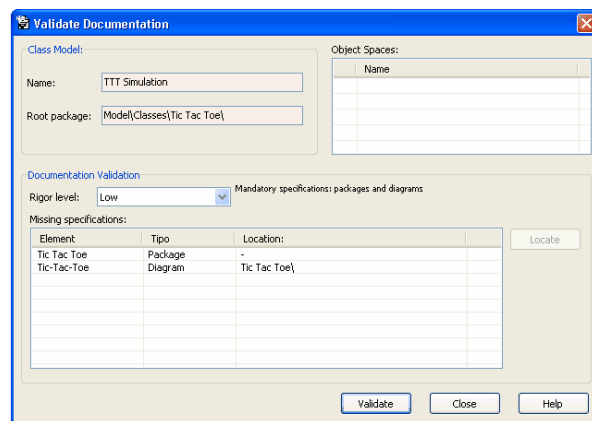 Validate Documentation
Class Model:
Name: TTT Simulation
Root package: Model\Classes\Tic Tac Toe\
Object Spaces:
Name
Documentation Validation
Rigor level: Low Mandatory specifications: packages and diagrams
Missing specifications:
Element Tipo Location:
Tic Tac Toe Package -
Tic-Tac-Toe Diagram Tic Tac Toe\
Locate
Validate Close Help